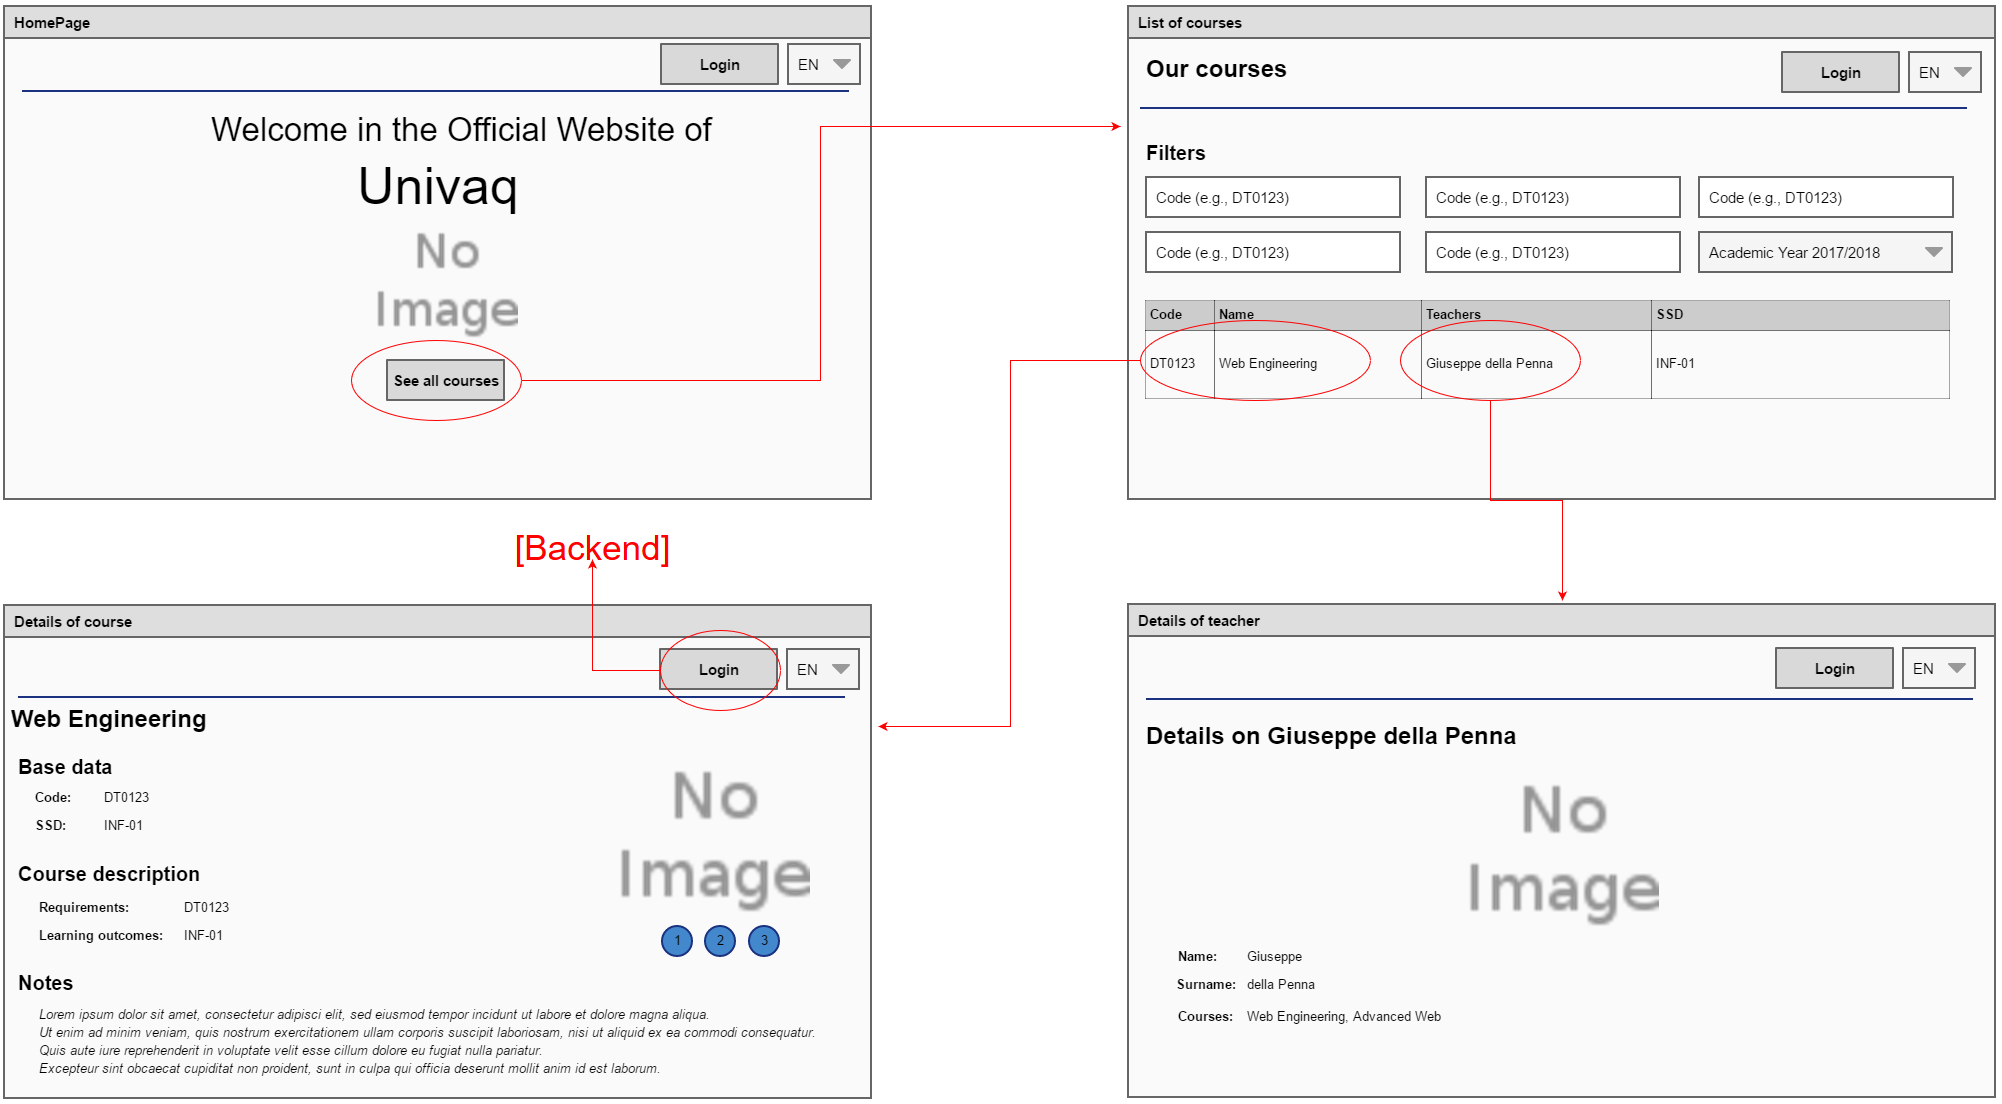 HomePage
Login
EN
Welcome in the Official Website of
Univaq
No
Image
See all courses
List of courses
Our courses
Login
EN
Filters
Code (e.g., DT0123)
Code (e.g., DT0123)
Code (e.g., DT0123)
Code (e.g., DT0123)
Code (e.g., DT0123)
Academic Year 2017/2018
Code Name Teachers SSD
DT0123 Web Engineering Giuseppe della Penna INF-01
[Backend]
Details of course
Login
EN
Web Engineering
Base data
Code: DT0123
SSD: INF-01
Course description
Requirements: DT0123
Learning outcomes: INF-01
No
Image
1 2 3
Notes
Lorem ipsum dolor sit amet, consectetur adipisci elit, sed eiusmod tempor incidunt ut labore et dolore magna aliqua.
Ut enim ad minim veniam, quis nostrum exercitationem ullam corporis suscipit laboriosam, nisi ut aliquid ex ea commodi consequatur.
Quis aute iure reprehenderit in voluptate velit esse cillum dolore eu fugiat nulla pariatur.
Excepteur sint obcaecat cupiditat non proident, sunt in culpa qui officia deserunt mollit anim id est laborum.
Details of teacher
Login
EN
Details on Giuseppe della Penna
No
Image
Name: Giuseppe
Surname: della Penna
Courses: Web Engineering, Advanced Web